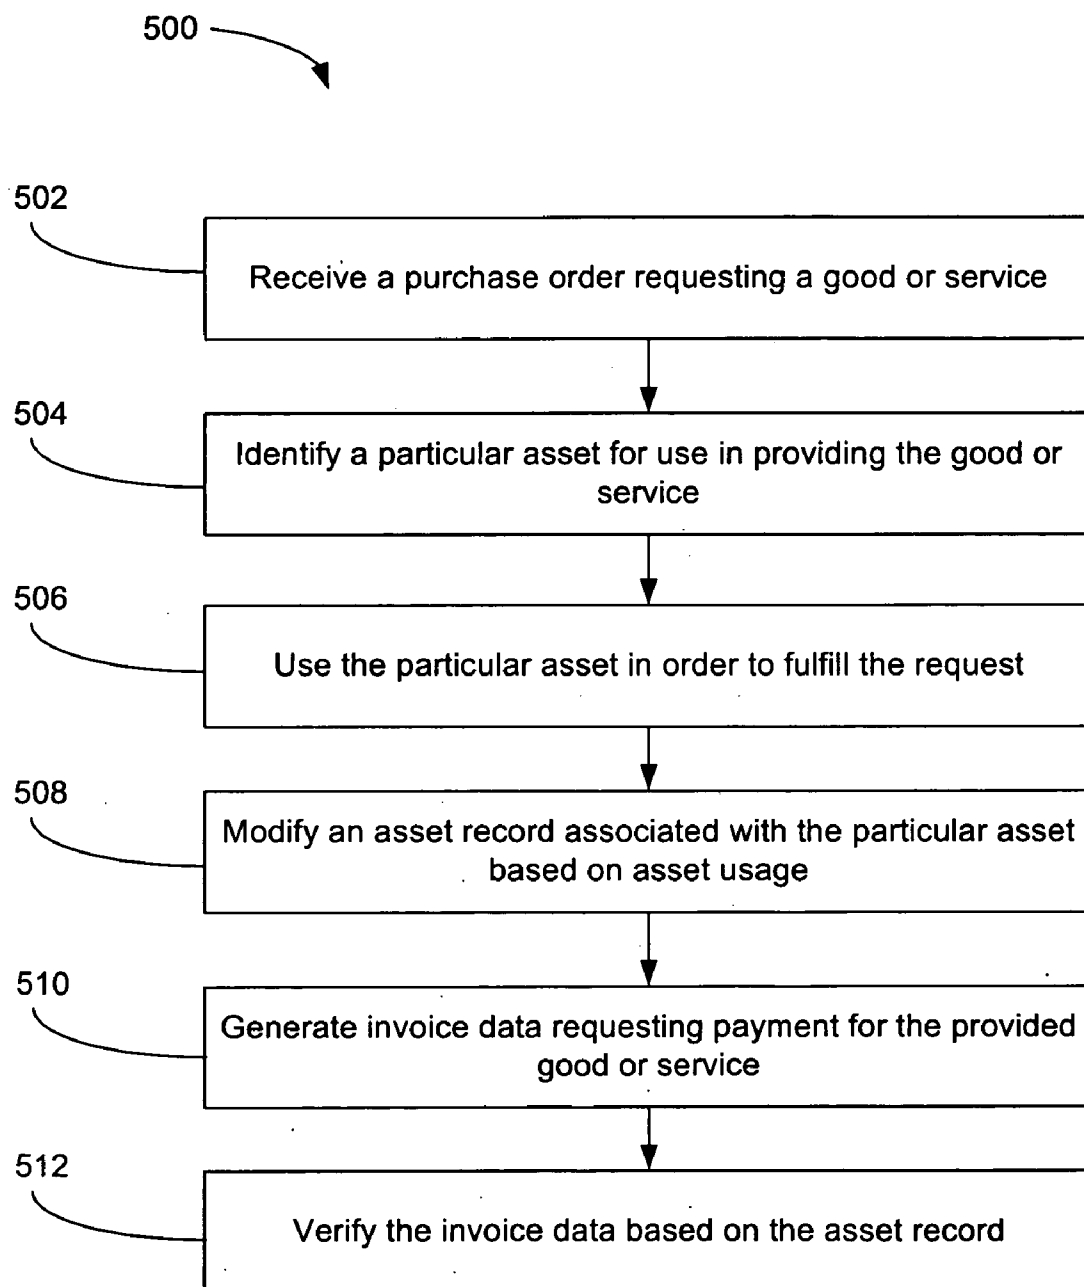 500
502
Receive a purchase order requesting a good or service
504
Identify a particular asset for use in providing the good or
service
506
Use the particular asset in order to fulfill the request
508
Modify an asset record associated with the particular asset
based on asset usage
510
Generate invoice data requesting payment for the provided
good or service
512
Verify the invoice data based on the asset record